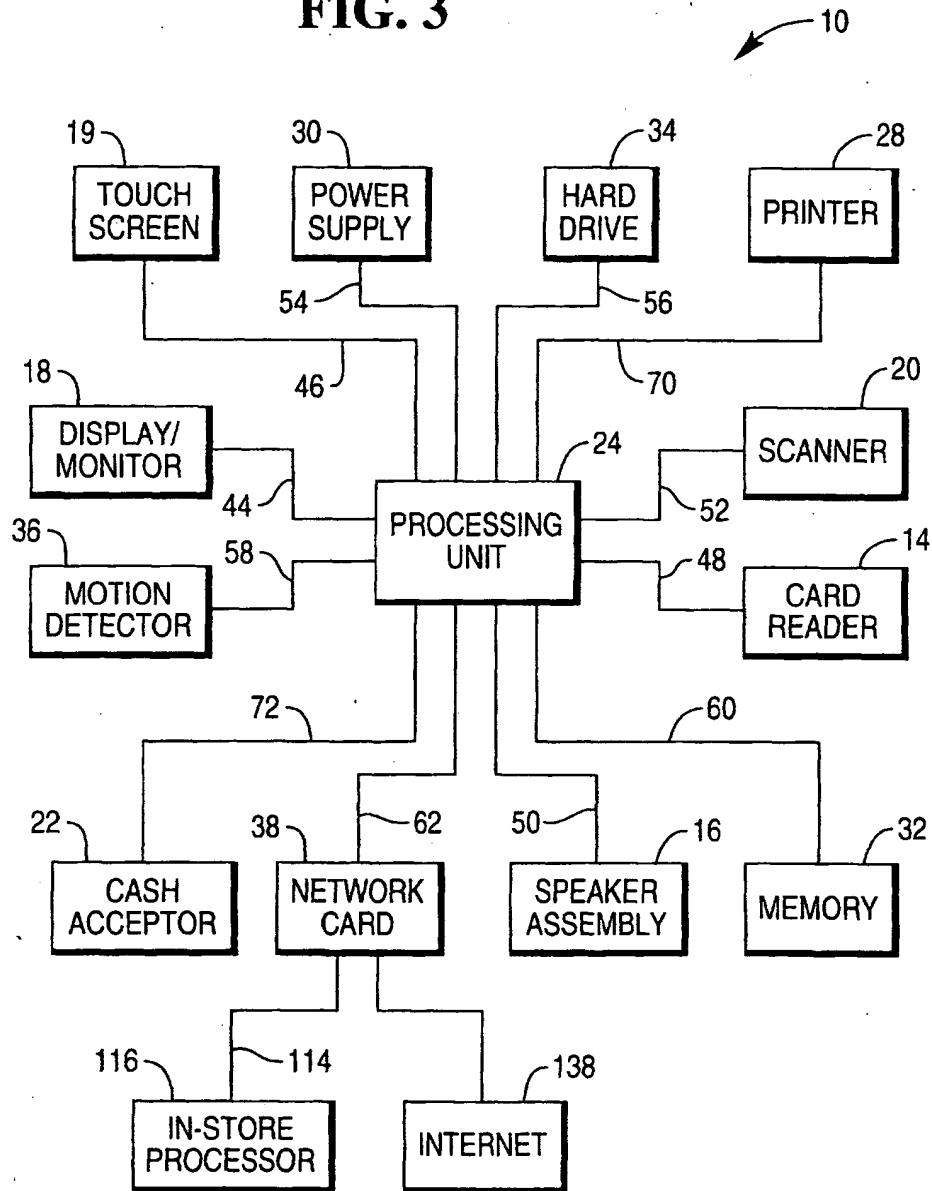 FIG. 3
10
19
30
34
28
TOUCH
SCREEN
POWER
SUPPLY
HARD
DRIVE
PRINTER
54
56
46
70
18
20
DISPLAY/
MONITOR
24
SCANNER
44
52
PROCESSING
UNIT
36
58
48
14
MOTION
DETECTOR
CARD
READER
72
60
22
38
62
50
16
32
CASH
ACCEPTOR
NETWORK
CARD
SPEAKER
ASSEMBLY
MEMORY
116
114
138
IN-STORE
PROCESSOR
INTERNET